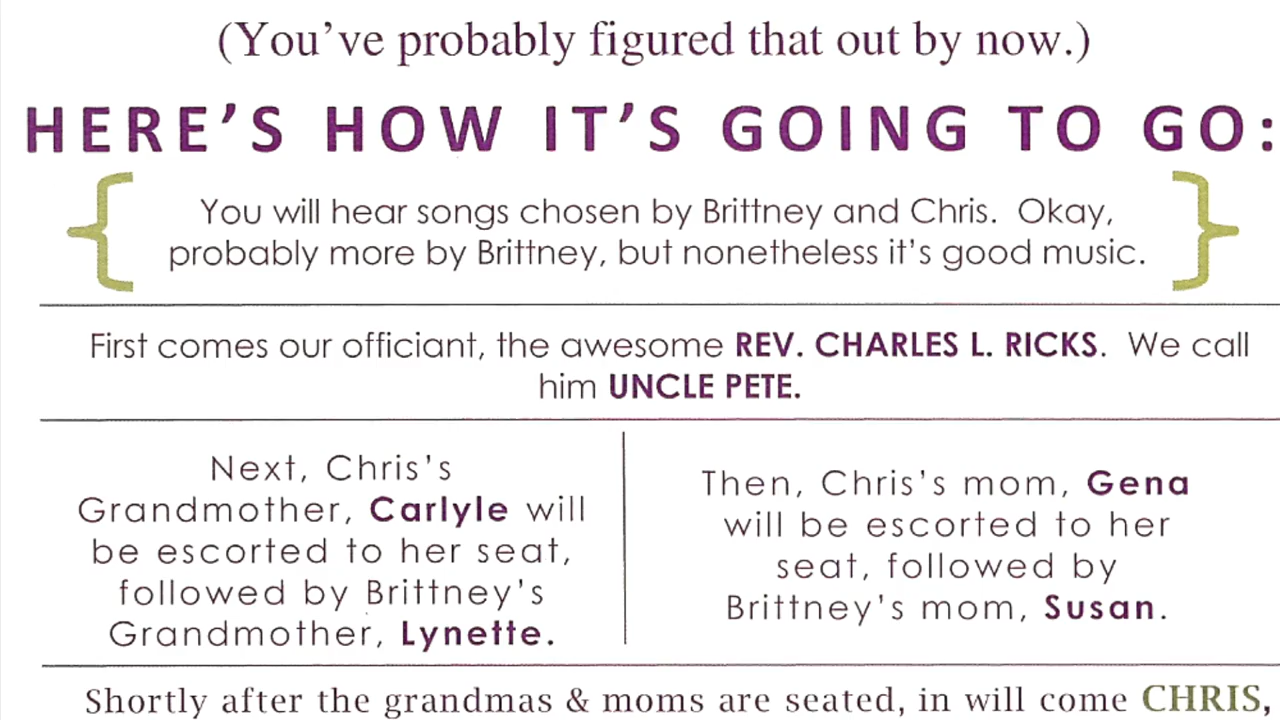 (You've probably figured that out by now.)
HERE'S HOW IT'S GOING TO GO:
You will hear songs chosen by Brittney and Chris.  Okay,
probably more by Brittney, but nonetheless it's good music.
First comes our officiant, the awesome REV. CHARLES L. RICKS.  We call
him UNCLE PETE.
Next, Chris's
Grandmother, Carlyle will
be escorted to her seat,
followed by Brittney's
Grandmother, Lynette.
Then, Chris's mom, Gena
will be escorted to her
seat, followed by
Brittney's mom, Susan.
Shortly after the grandmas & moms are seated, in will come CHRIS,